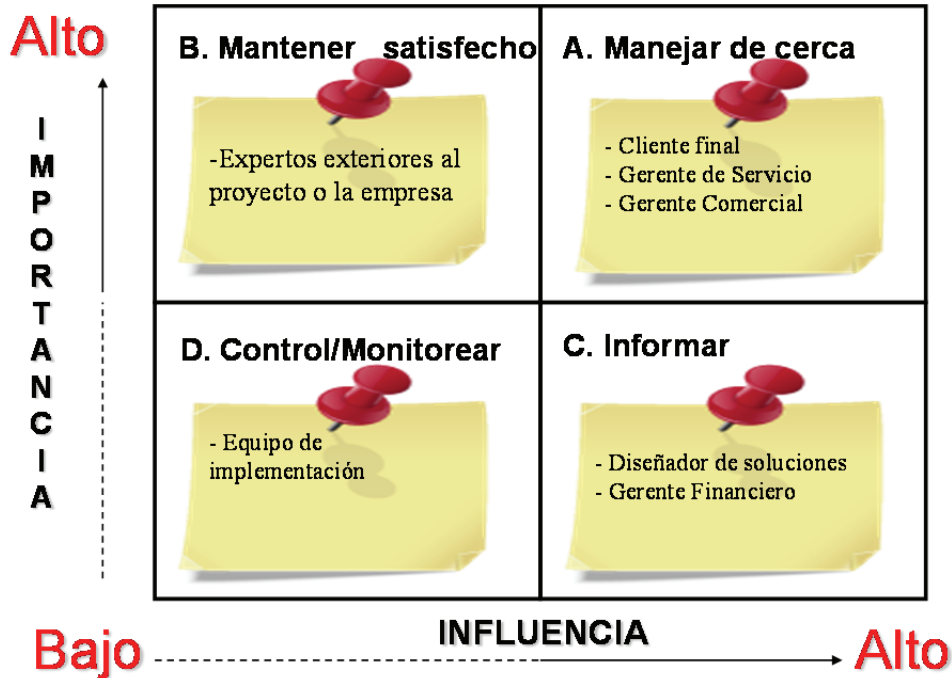 Alto
B. Mantener satisfecho
A. Manejar de cerca
-Expertos exteriores al
proyecto o la empresa
- Cliente final
- Gerente de Servicio
- Gerente Comercial
IMPORTANCIA
D. Control/Monitorear
C. Informar
- Equipo de
implementación
- Diseñador de soluciones
- Gerente Financiero
INFLUENCIA
Bajo
Alto